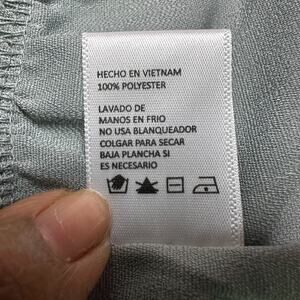 HECHO EN VIETNAM
100% POLYESTER
LAVADO DE
MANOS EN FRIO
NO USA BLANQUEADOR
COLGAR PARA SECAR
BAJA PLANCHA SI
ES NECESARIO